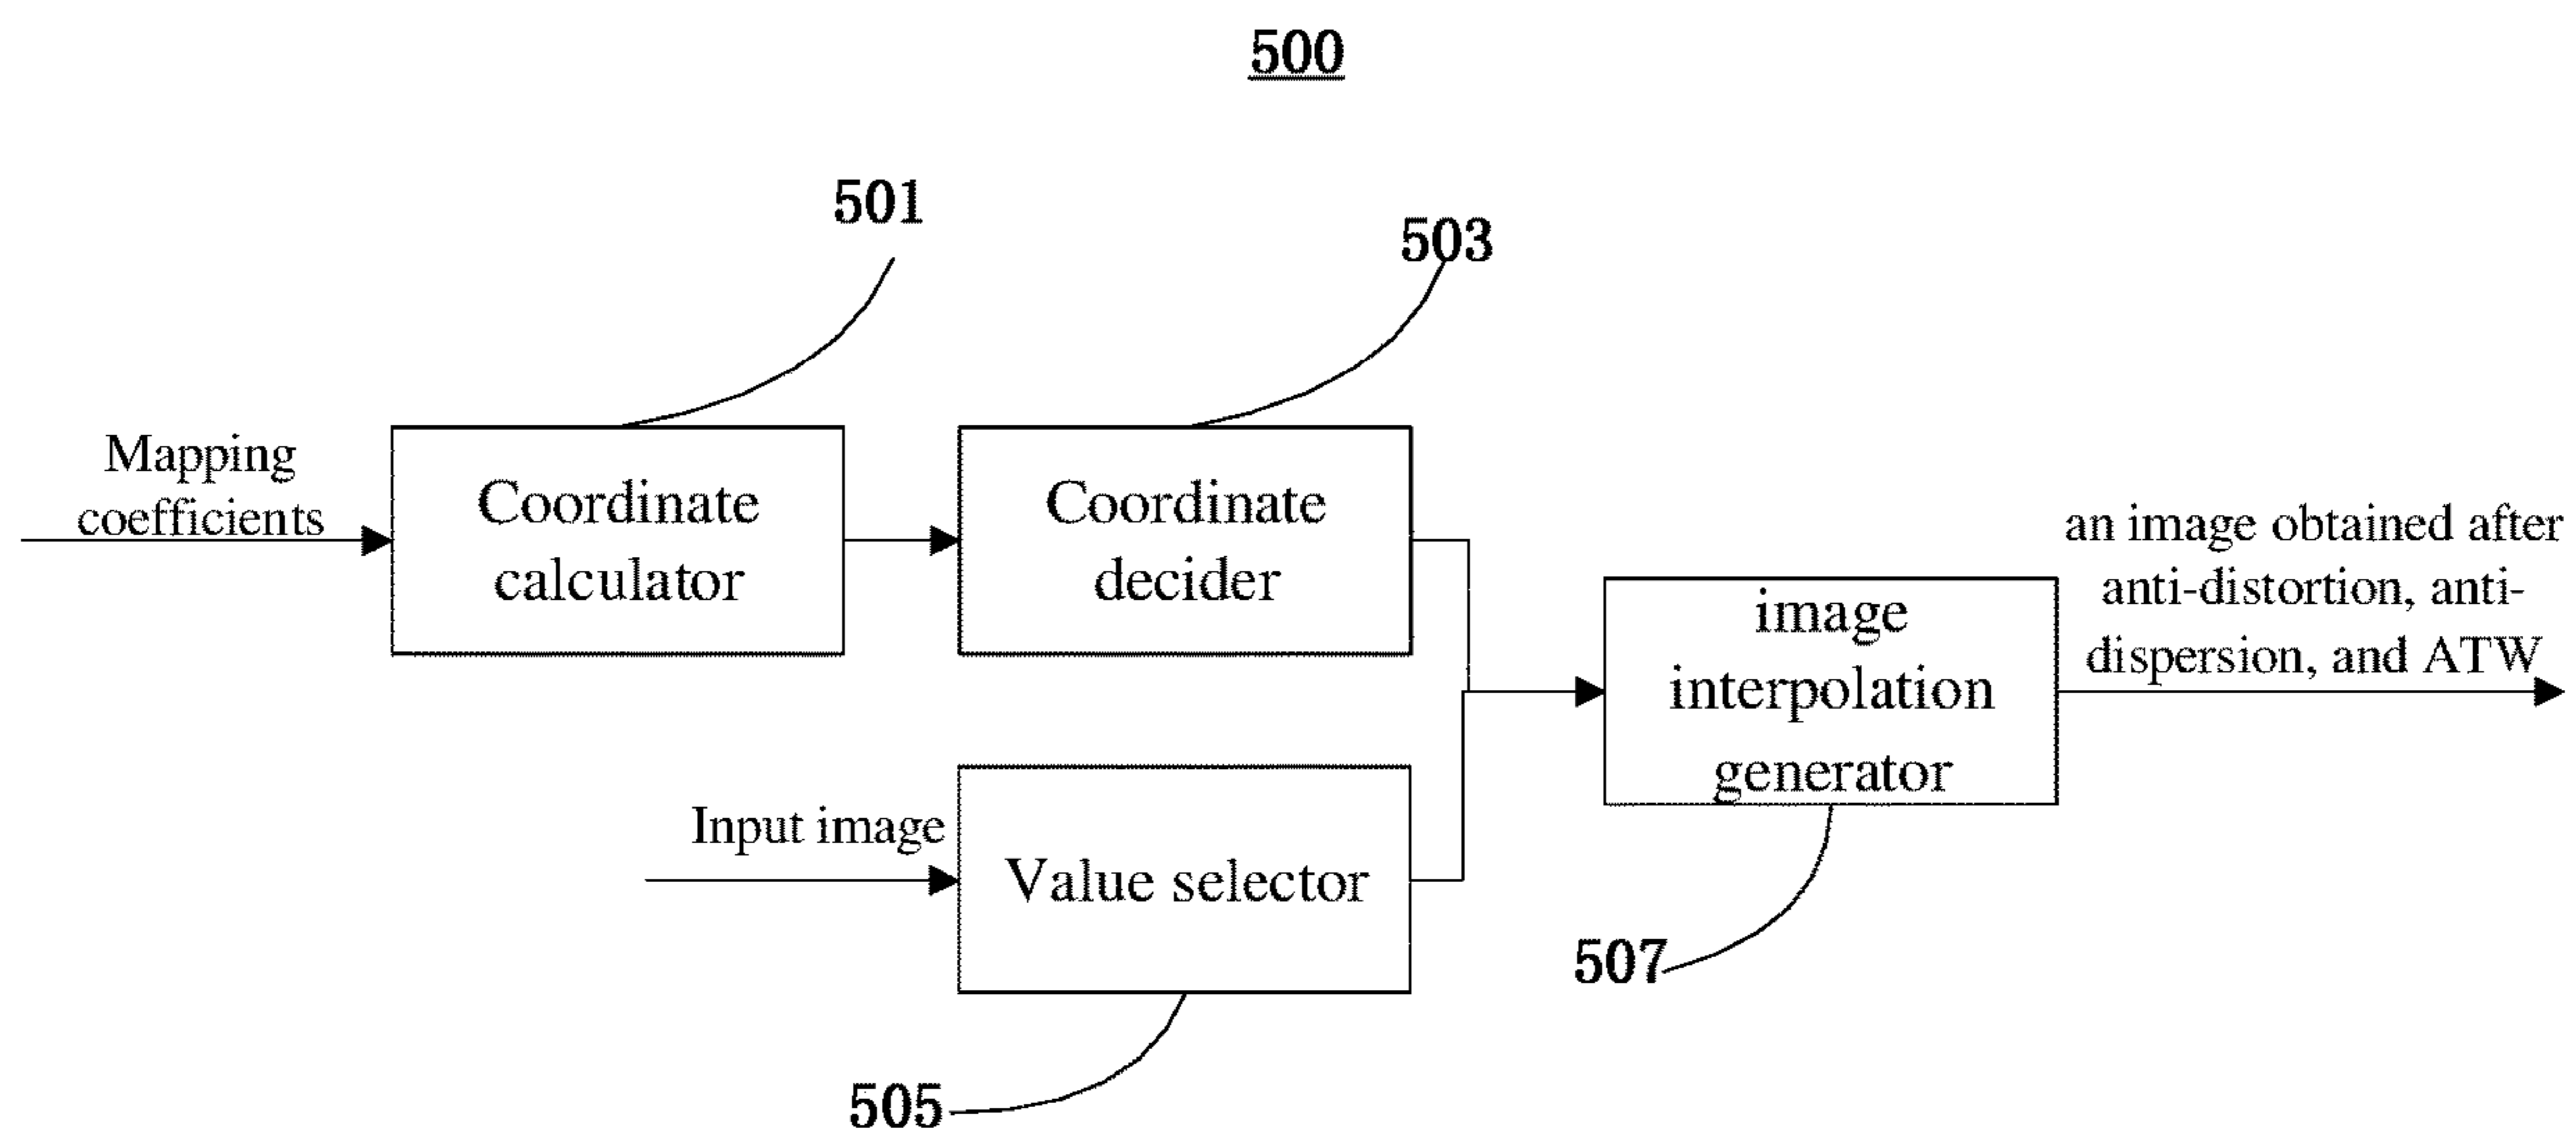 500
501
503
Mapping
coefficients
Coordinate
calculator
Coordinate
decider
an image obtained after
anti-distortion, anti-
dispersion, and ATW
image
interpolation
generator
Input image
Value selector
507
505